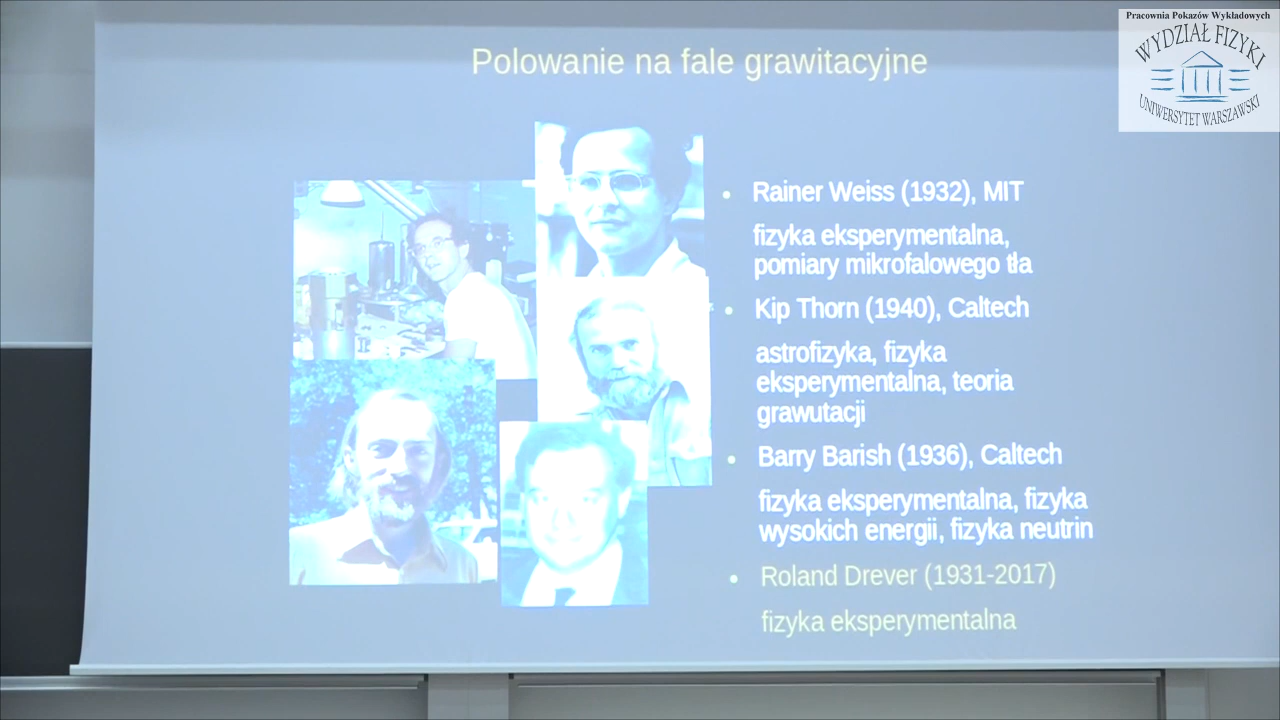 Pracownia Pokazów Wykładowych
WYDZIAŁ FIZYKI
UNIWERSYTET WARSZAWSKI
Polowanie na fale grawitacyjne
Rainer Weiss (1932), MIT
fizyka eksperymentalna,
pomiary mikrofalowego tła
Kip Thorn (1940), Caltech
astrofizyka, fizyka
eksperymentalna, teoria
grawutacji
Barry Barish (1936), Caltech
fizyka eksperymentalna, fizyka
wysokich energii, fizyka neutrin
Roland Drever (1931-2017)
fizyka eksperymentalna